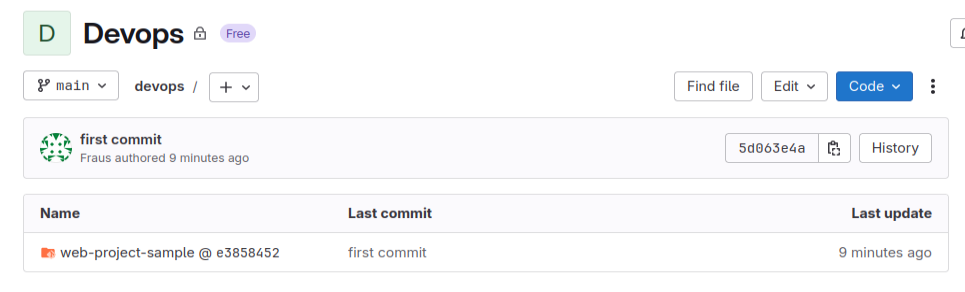 D Devops Free
main devops / + Find file Edit Code
first commit
Fraus authored 9 minutes ago
5d063e4a History
Name Last commit Last update
web-project-sample @ e3858452 first commit 9 minutes ago